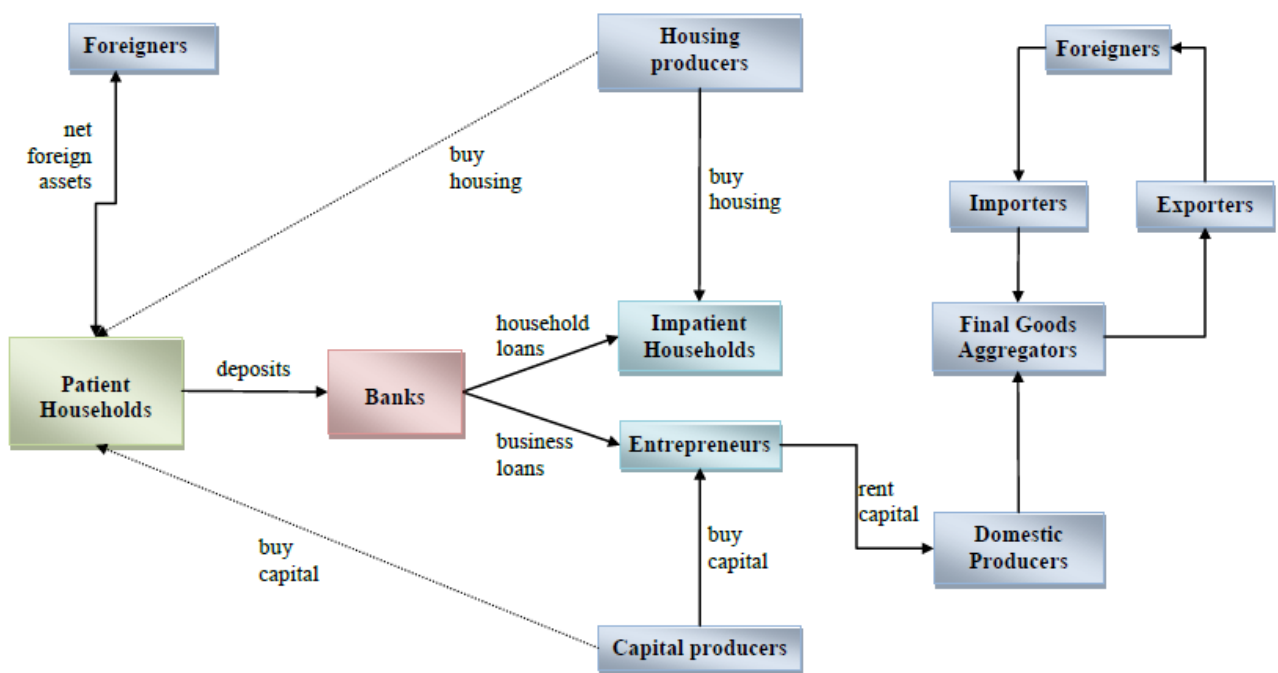 Foreigners
Housing
producers
Foreigners
net
foreign
assets
buy
housing
buy
housing
Importers
Exporters
Patient
Households
deposits
Banks
household
loans
Impatient
Households
Final Goods
Aggregators
business
loans
Entrepreneurs
rent
capital
buy
capital
buy
capital
Domestic
Producers
Capital producers